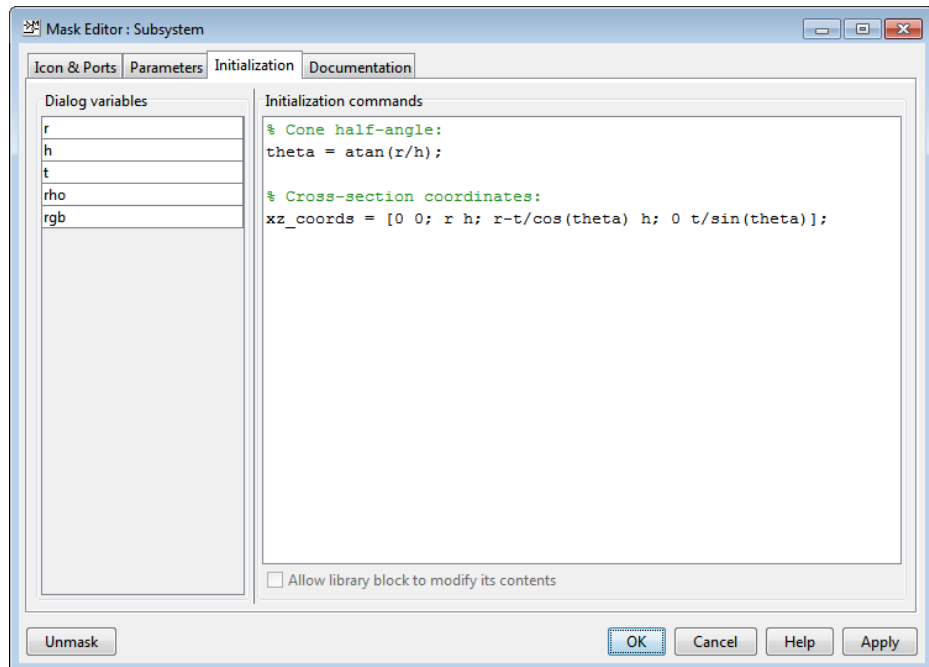 Mask Editor : Subsystem
Icon & Ports Parameters Initialization Documentation
Dialog variables
r
h
t
rho
rgb
Initialization commands
% Cone half-angle:
theta = atan(r/h);
% Cross-section coordinates:
xz_coords = [0 0; r h; r-t/cos(theta) h; 0 t/sin(theta)];
Allow library block to modify its contents
Unmask OK Cancel Help Apply